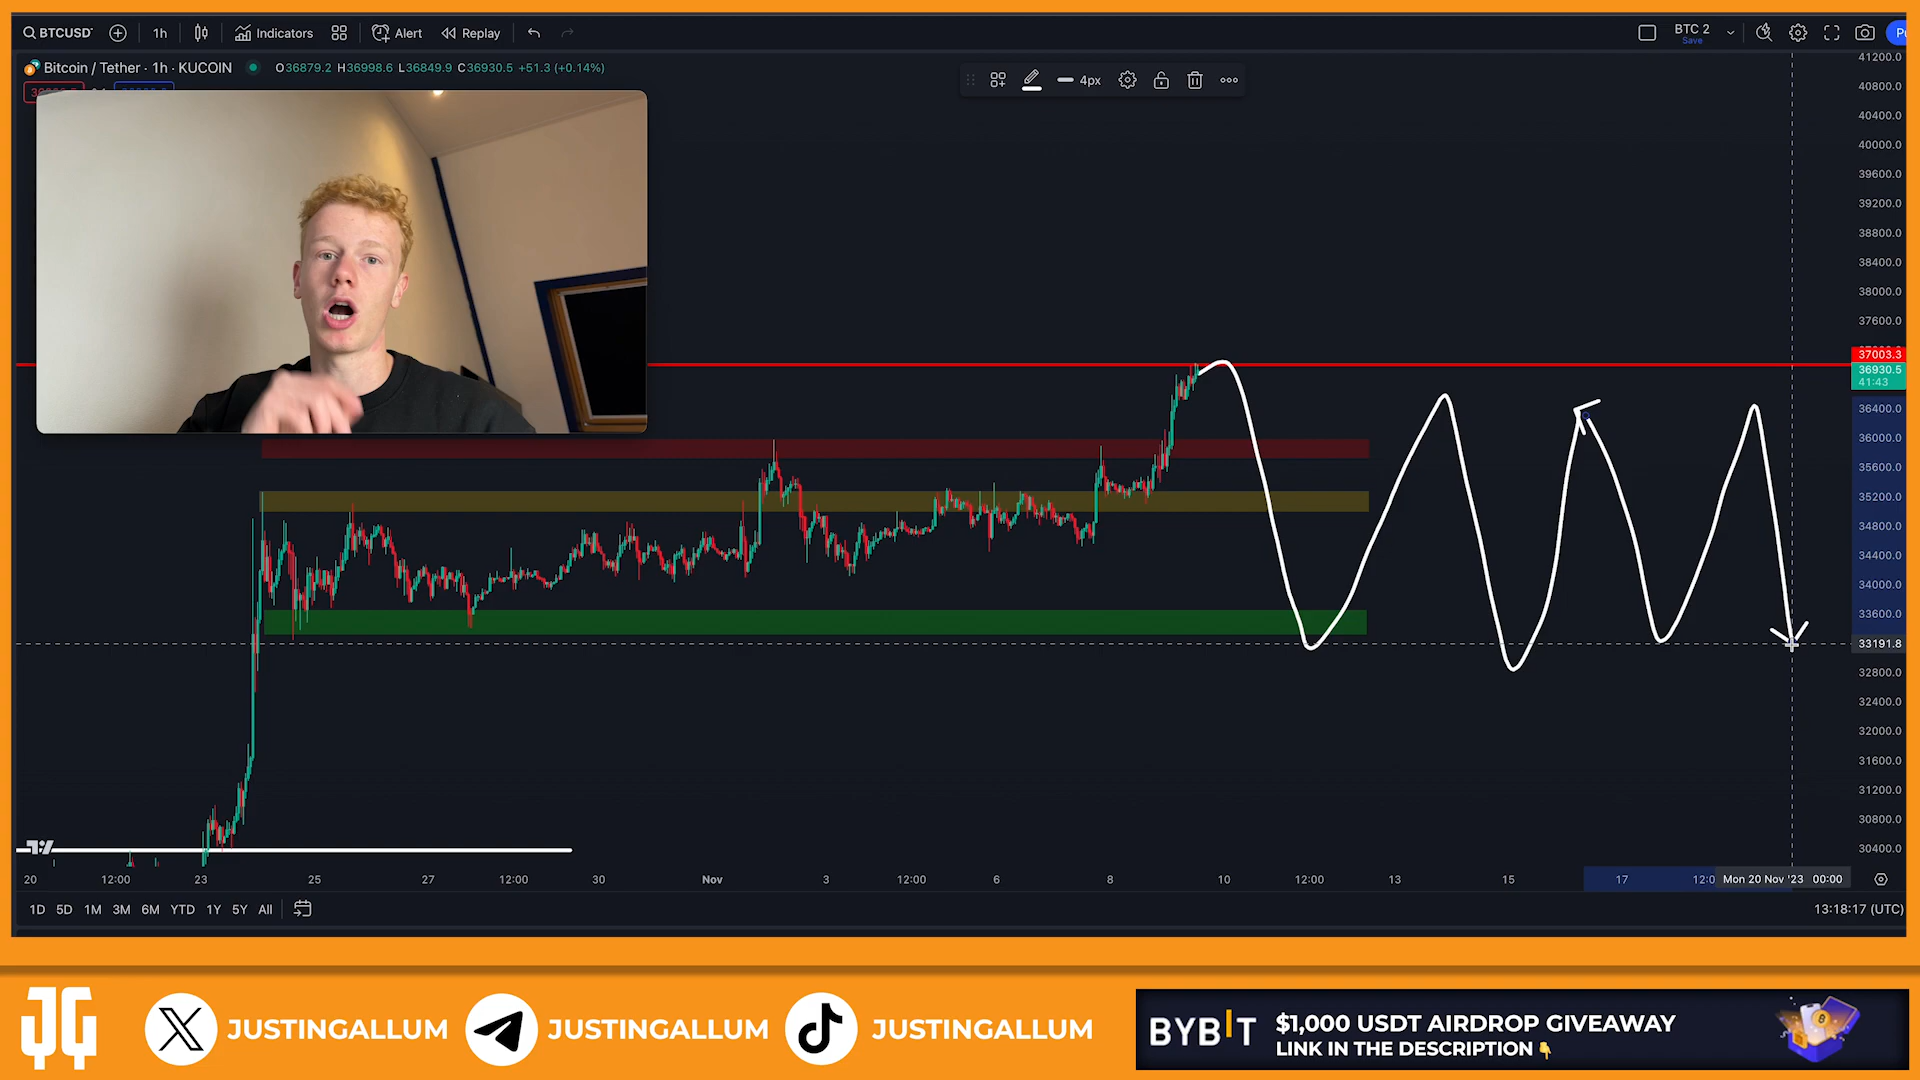 BTCUSD
1h
Indicators
Alert
Replay
BTC 2
Save
Bitcoin / Tether · 1h · KUCOIN
O36879.2 H36998.6 L36849.9 C36930.5 +51.3 (+0.14%)
4px
41200.0
40800.0
40400.0
40000.0
39600.0
39200.0
38800.0
38400.0
38000.0
37600.0
37003.3
36930.5
41:43
36400.0
36000.0
35600.0
35200.0
34800.0
34400.0
34000.0
33600.0
33191.8
32800.0
32400.0
32000.0
31600.0
31200.0
30800.0
30400.0
20 12:00 23 25 27 12:00 30 Nov 3 12:00 6 8 10 12:00 13 15 17 Mon 20 Nov '23 00:00
1D 5D 1M 3M 6M YTD 1Y 5Y All
13:18:17 (UTC)
JG
JUSTINGALLUM
JUSTINGALLUM
JUSTINGALLUM
BYBIT
$1,000 USDT AIRDROP GIVEAWAY
LINK IN THE DESCRIPTION